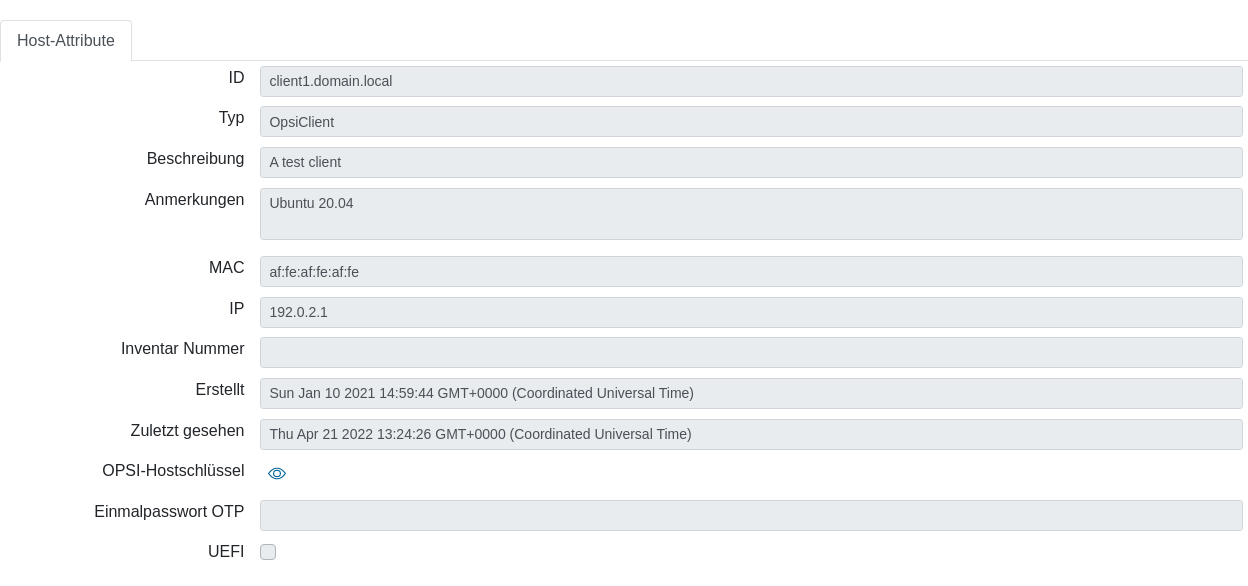 Host-Attribute
ID client1.domain.local
Typ OpsiClient
Beschreibung A test client
Anmerkungen Ubuntu 20.04
MAC af:fe:af:fe:af:fe
IP 192.0.2.1
Inventar Nummer
Erstellt Sun Jan 10 2021 14:59:44 GMT+0000 (Coordinated Universal Time)
Zuletzt gesehen Thu Apr 21 2022 13:24:26 GMT+0000 (Coordinated Universal Time)
OPSI-Hostschlüssel
Einmalpasswort OTP
UEFI